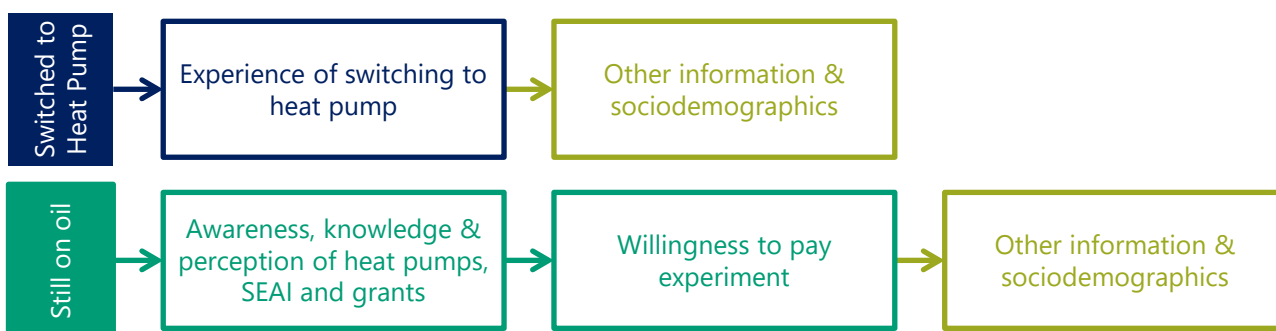 Switched to
Heat Pump
Experience of switching to
heat pump
Other information &
sociodemographics
Still on oil
Awareness, knowledge &
perception of heat pumps,
SEAI and grants
Willingness to pay
experiment
Other information &
sociodemographics